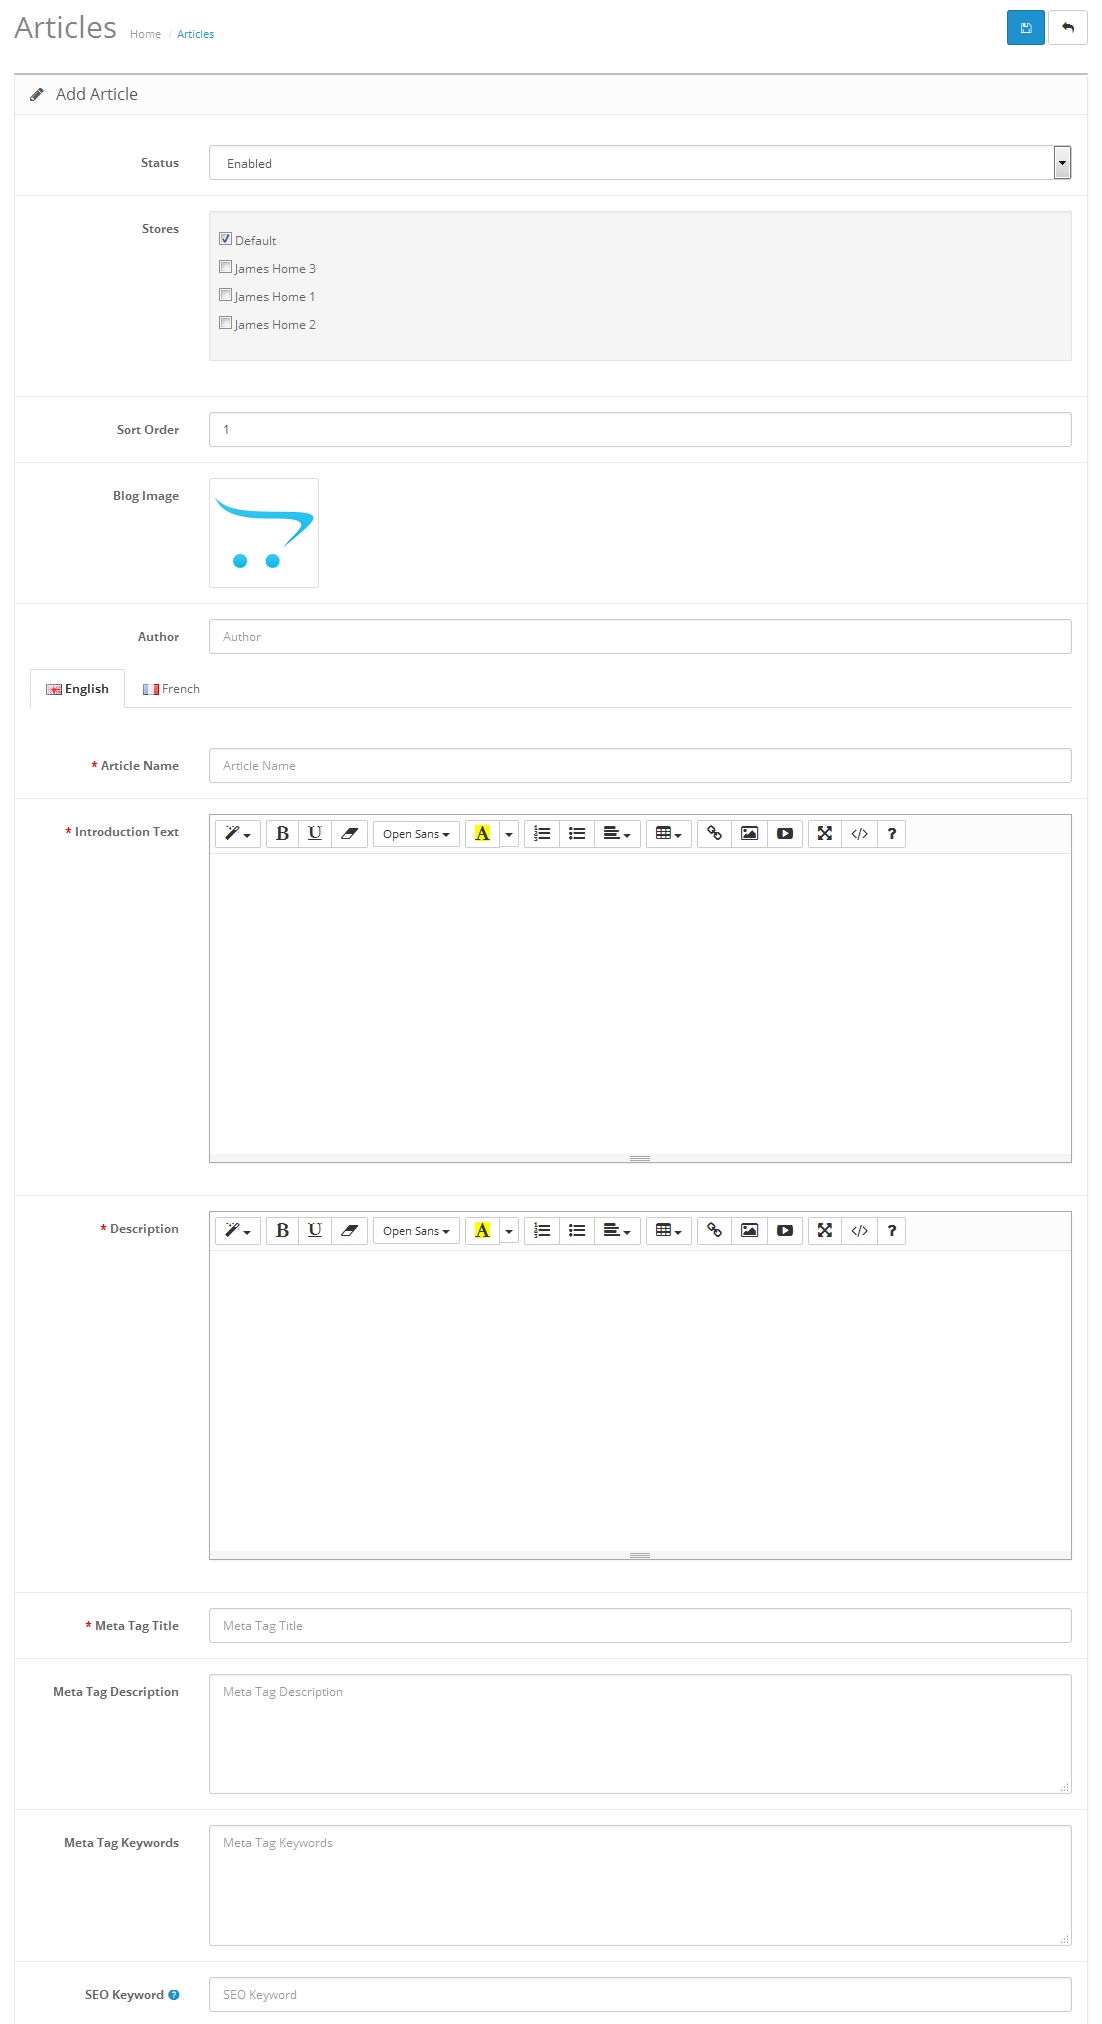 Articles Home / Articles
Add Article
Status Enabled
Stores
Default
James Home 3
James Home 1
James Home 2
Sort Order 1
Blog Image
Author Author
English French
* Article Name Article Name
* Introduction Text B U Open Sans A </> ?
* Description B U Open Sans A </> ?
* Meta Tag Title Meta Tag Title
Meta Tag Description Meta Tag Description
Meta Tag Keywords Meta Tag Keywords
SEO Keyword ? SEO Keyword